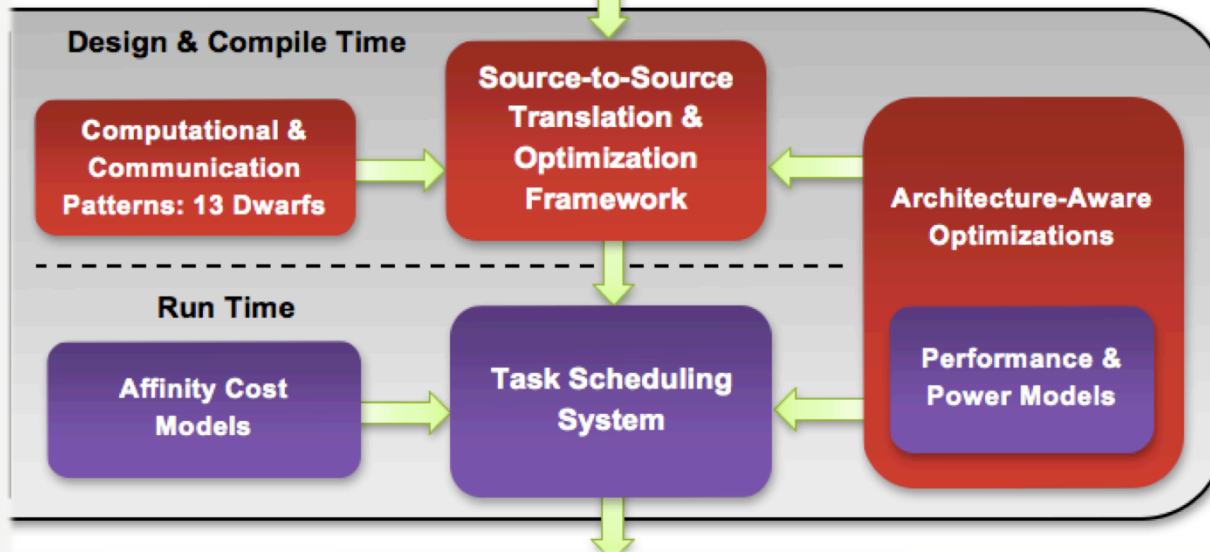 Design & Compile Time
Computational &
Communication
Patterns: 13 Dwarfs
Source-to-Source
Translation &
Optimization
Framework
Architecture-Aware
Optimizations
Run Time
Affinity Cost
Models
Task Scheduling
System
Performance &
Power Models